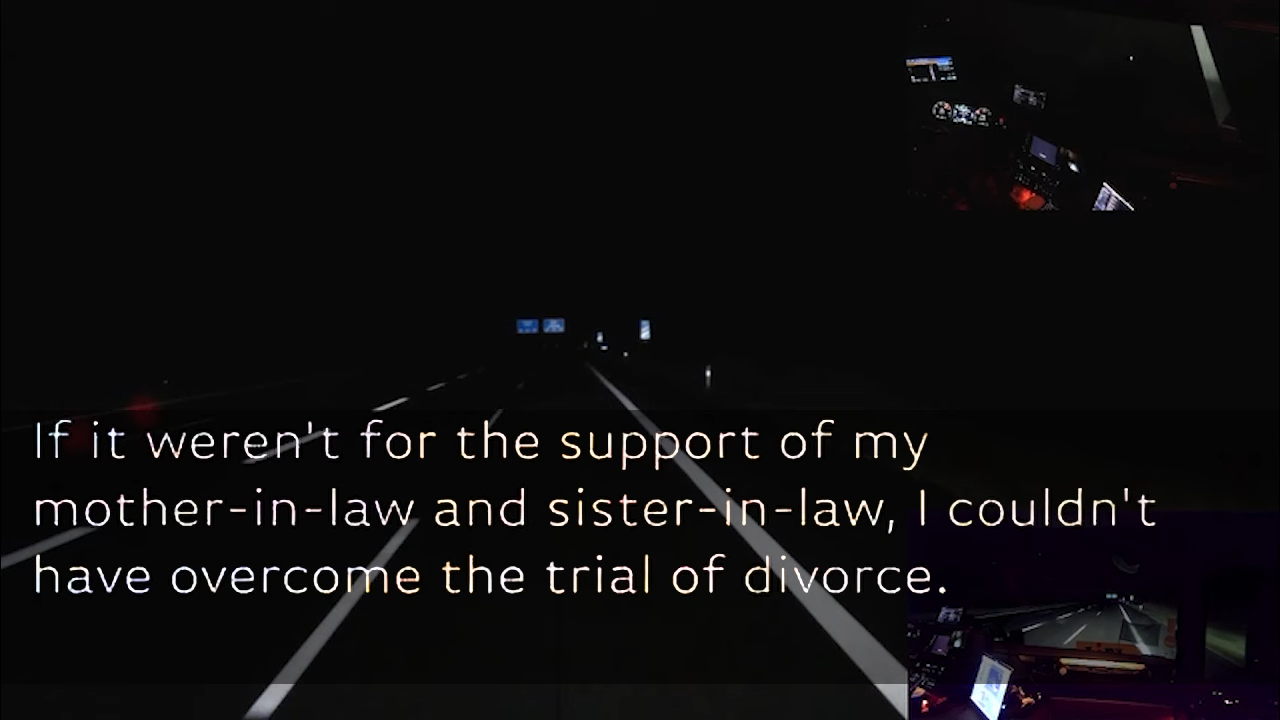 If it weren't for the support of my
mother-in-law and sister-in-law, I couldn't
have overcome the trial of divorce.